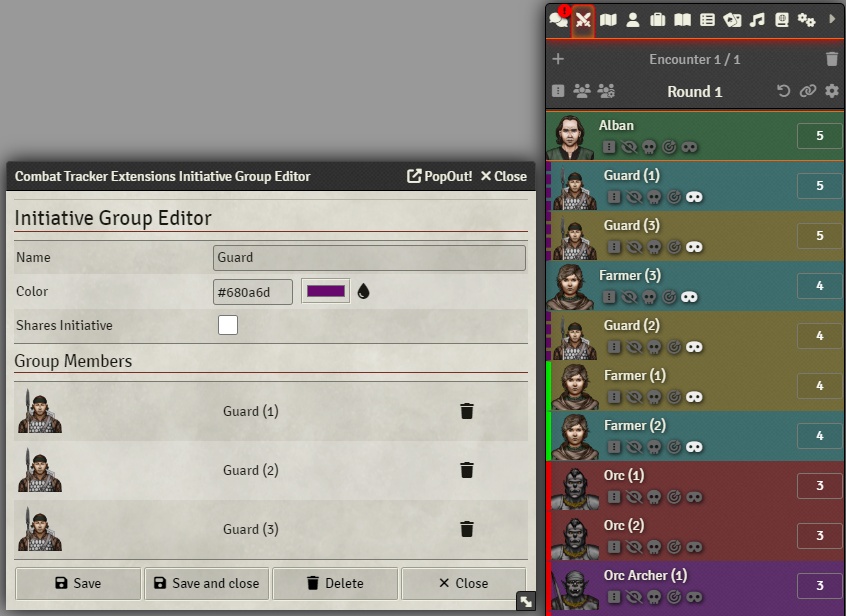 Combat Tracker Extensions Initiative Group Editor PopOut! Close
Initiative Group Editor
Name Guard
Color #680a6d
Shares Initiative
Group Members
Guard (1)
Guard (2)
Guard (3)
Save Save and close Delete Close
!
Encounter 1 / 1
Round 1
Alban 5
Guard (1) 5
Guard (3) 5
Farmer (3) 4
Guard (2) 4
Farmer (1) 4
Farmer (2) 4
Orc (1) 3
Orc (2) 3
Orc Archer (1) 3